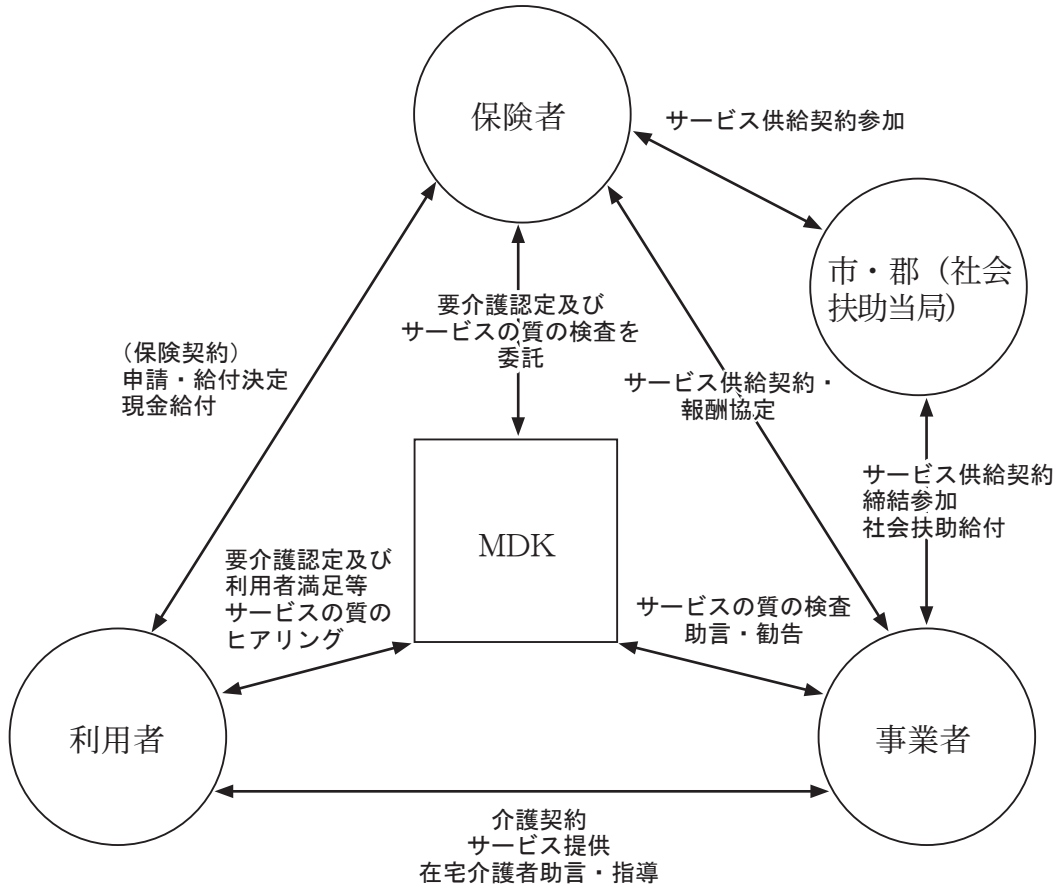 保険者
サービス供給契約参加
市・郡（社会
扶助当局）
要介護認定及び
サービスの質の検査を
委託
（保険契約）
申請・給付決定
現金給付
サービス供給契約・
報酬協定
サービス供給契約
締結参加
社会扶助給付
MDK
要介護認定及び
利用者満足等
サービスの質の
ヒアリング
サービスの質の検査
助言・勧告
利用者
事業者
介護契約
サービス提供
在宅介護者助言・指導